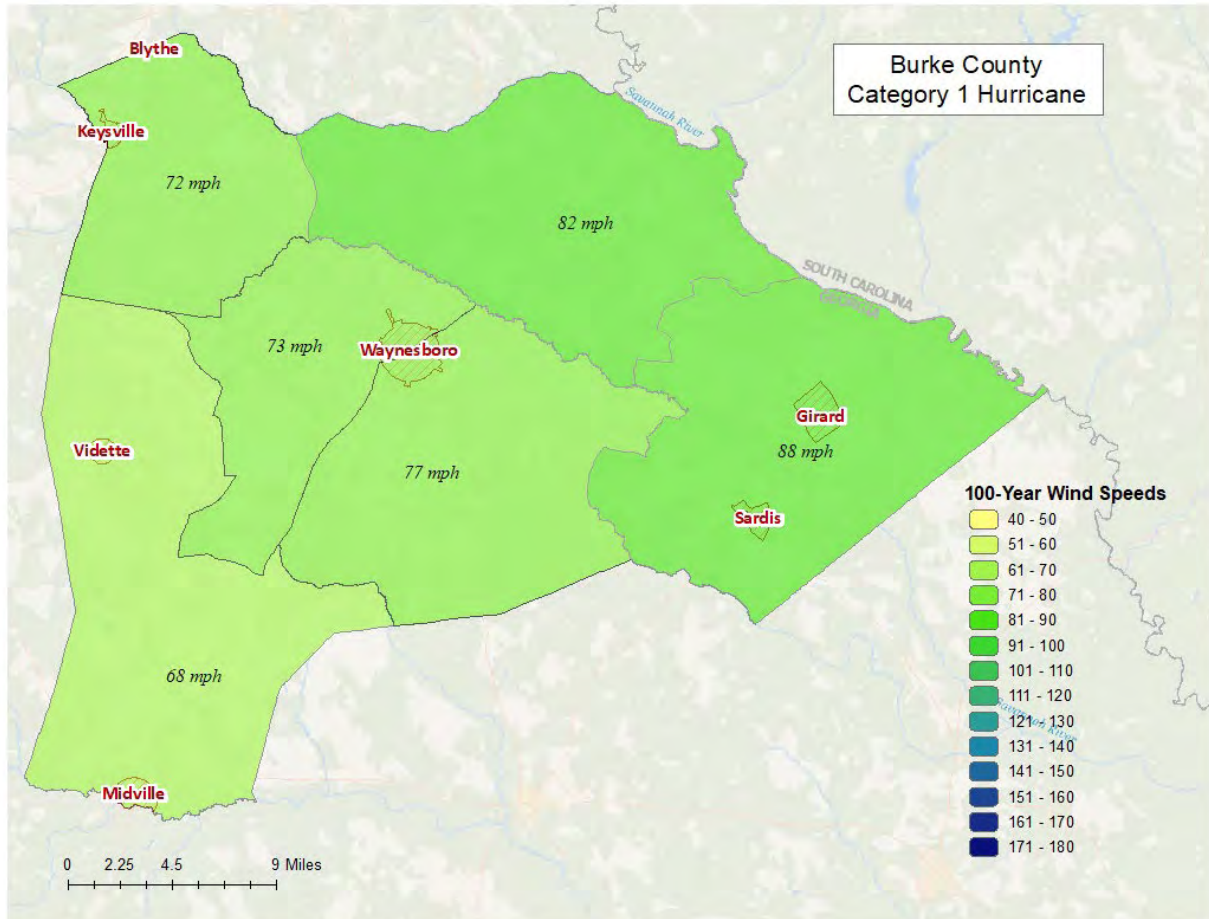 Burke County
Category 1 Hurricane
Blythe
Savannah River
Keysville
72 mph
82 mph
SOUTH CAROLINA
GEORGIA
73 mph
Waynesboro
Girard
Vidette
88 mph
77 mph
Sardis
68 mph
Midville
100-Year Wind Speeds
40 - 50
51 - 60
61 - 70
71 - 80
81 - 90
91 - 100
101 - 110
111 - 120
121 - 130
131 - 140
141 - 150
151 - 160
161 - 170
171 - 180
Savannah River
0 2.25 4.5 9 Miles